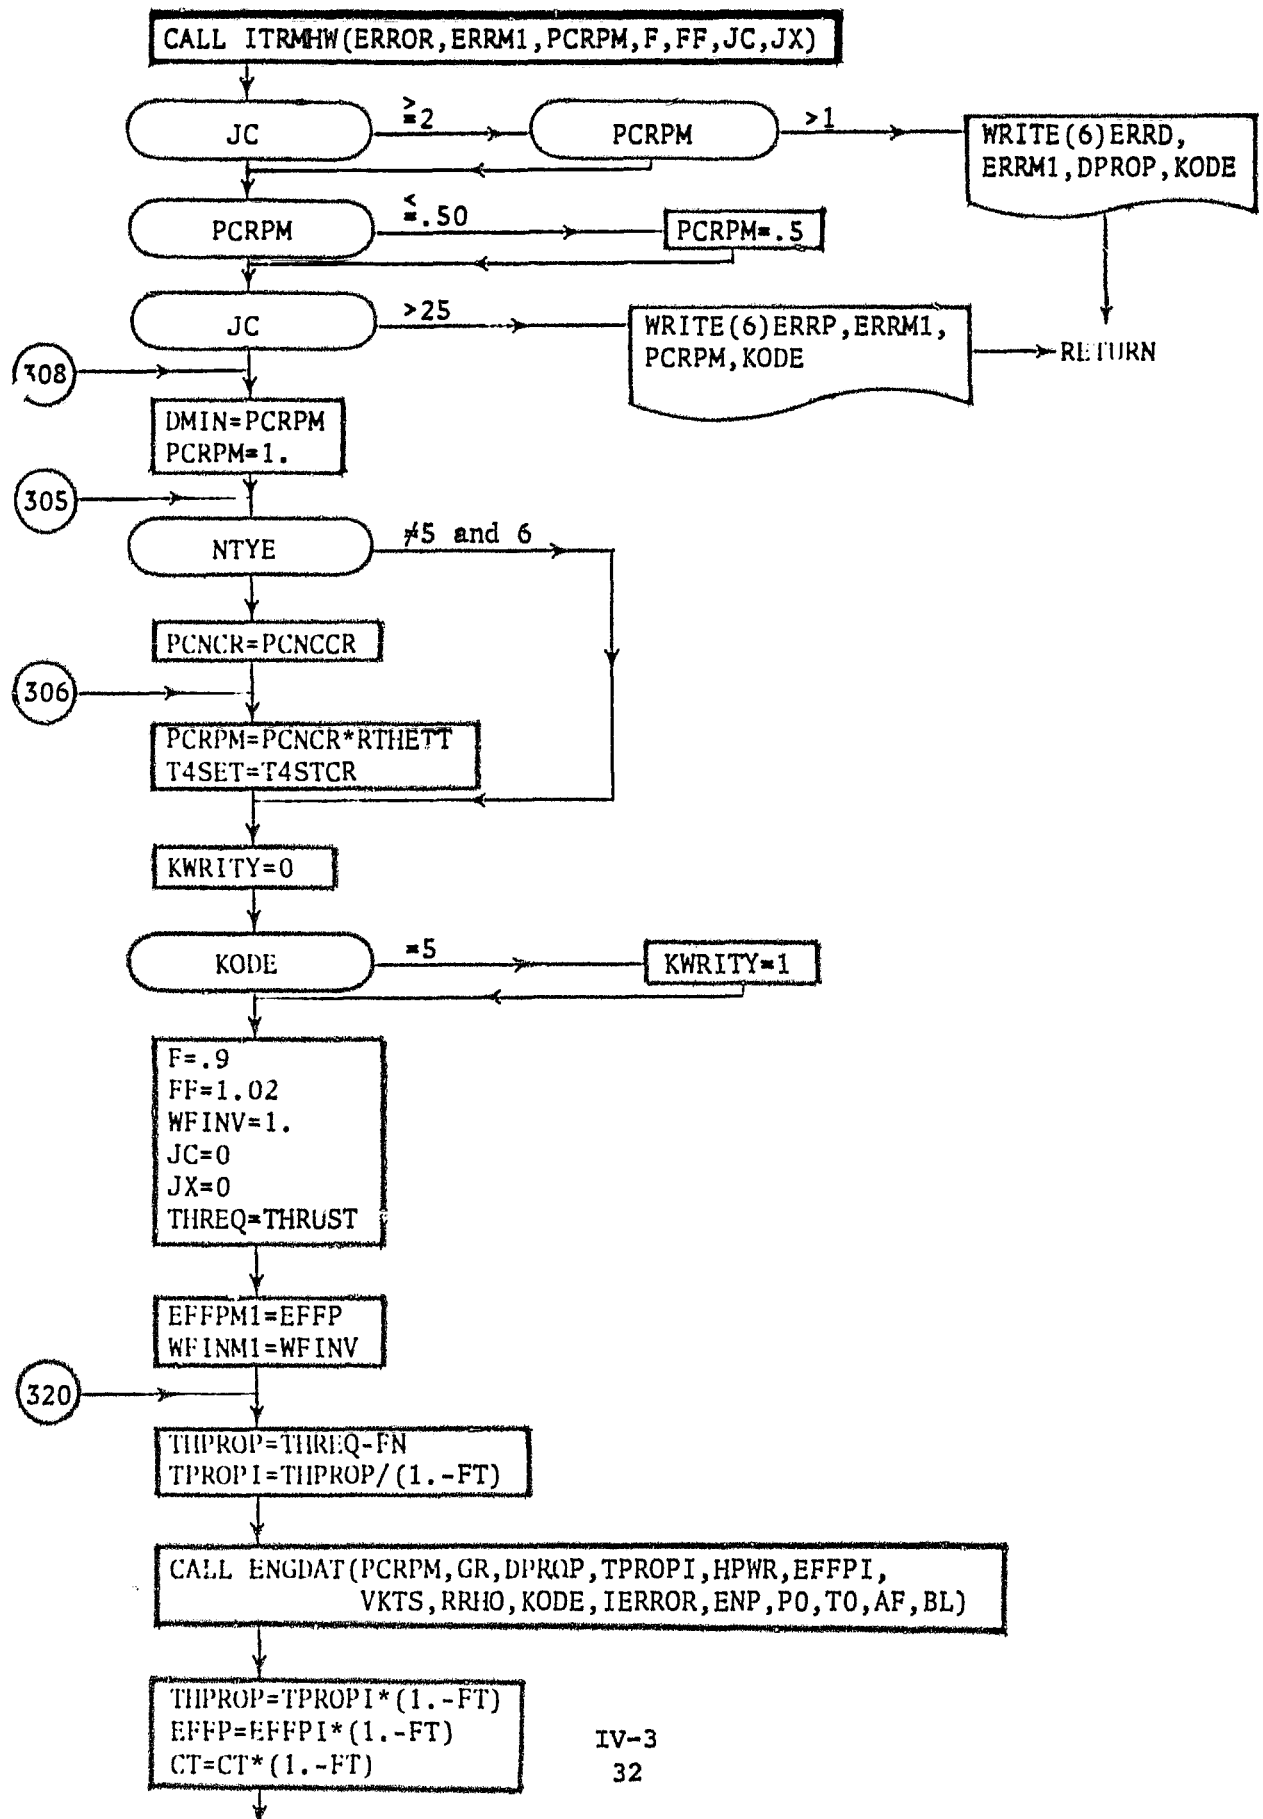 CALL ITRMHW(ERROR,ERRM1,PCRPM,F,FF,JC,JX)
JC
≥2
PCRPM
>1
WRITE(6)ERRD,
ERRM1,DPROP,KODE
PCRPM
≤.50
PCRPM=.5
JC
>25
WRITE(6)ERRP,ERRM1,
PCRPM,KODE
RETURN
308
DMIN=PCRPM
PCRPM=1.
305
NTYE
≠5 and 6
PCNCR=PCNCCR
306
PCRPM=PCNCR*RTHETT
T4SET=T4STCR
KWRITY=0
KODE
=5
KWRITY=1
F=.9
FF=1.02
WFINV=1.
JC=0
JX=0
THREQ=THRUST
EFFPM1=EFFP
WFINM1=WFINV
320
THPROP=THREQ-FN
TPROPI=THPROP/(1.-FT)
CALL ENGDAT(PCRPM,GR,DPROP,TPROPI,HPWR,EFFPI,
VKTS,RRHO,KODE,IERROR,ENP,PO,TO,AF,BL)
THPROP=TPROPI*(1.-FT)
EFFP=EFFPI*(1.-FT)
CT=CT*(1.-FT)
IV-3
32